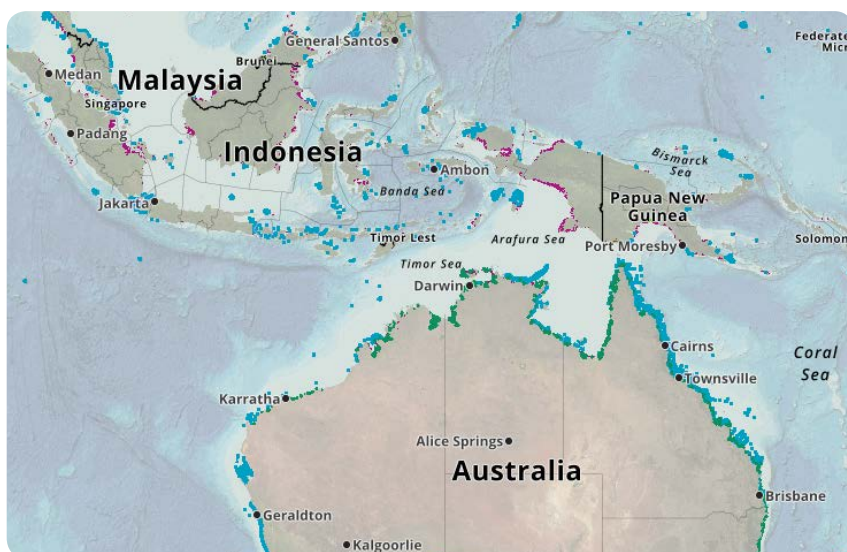 General Santos
Federate
Micr
Brunei
Medan
Malaysia
Singapore
Padang
Indonesia
Bismarck
Sea
Ambon
Banda Sea
Jakarta
Papua New
Guinea
Timor Lest
Arafura Sea
Port Moresby
Solomon
Timor Sea
Darwin
Cairns
Coral
Sea
Townsville
Karratha
Alice Springs
Australia
Brisbane
Geraldton
Kalgoorlie